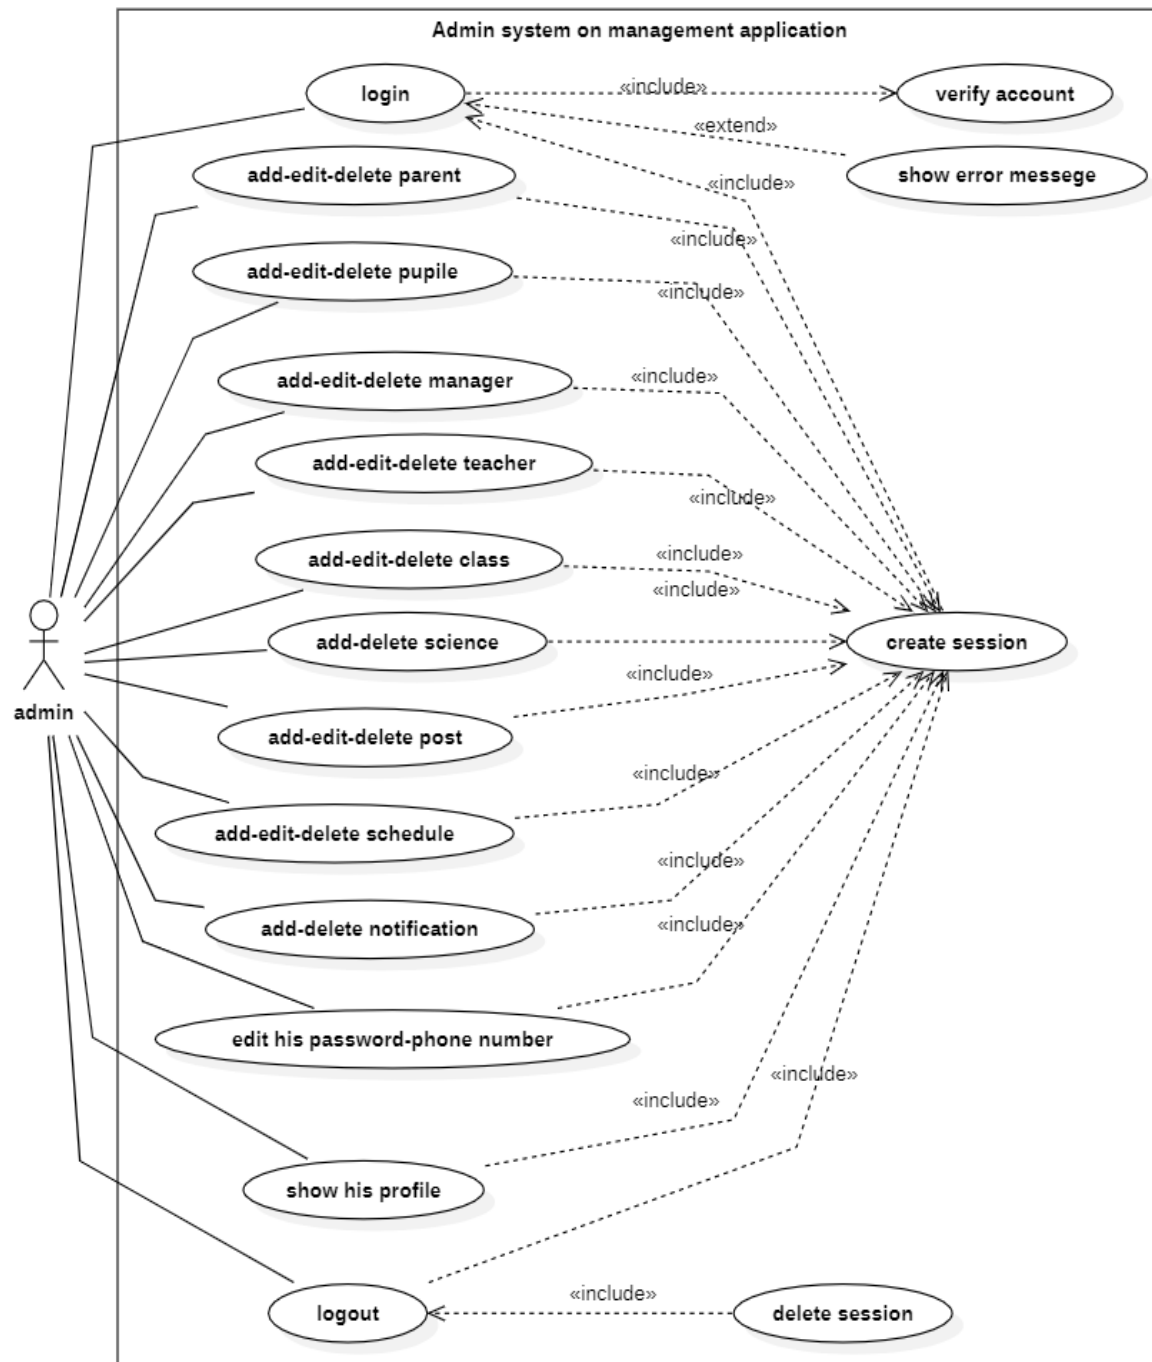 Admin system on management application
login
«include»
verify account
«extend»
add-edit-delete parent
show error messege
«include»
«include»
add-edit-delete pupile
«include»
add-edit-delete manager
«include»
add-edit-delete teacher
«include»
add-edit-delete class
«include»
«include»
add-delete science
create session
«include»
admin
add-edit-delete post
«include»
add-edit-delete schedule
«include»
add-delete notification
«include»
edit his password-phone number
«include»
«include»
show his profile
«include»
logout
delete session